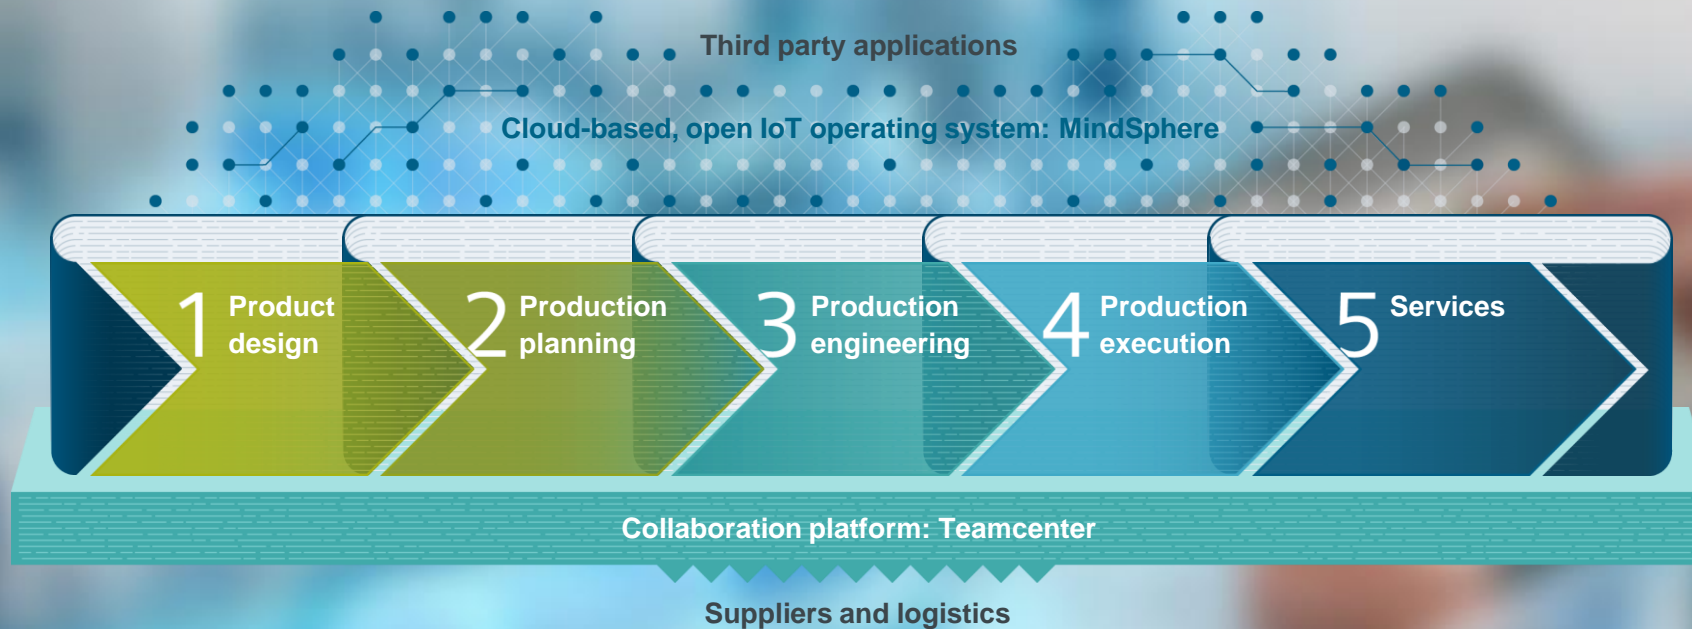 Third party applications
Cloud-based, open IoT operating system: MindSphere
1 Product
design
2 Production
planning
3 Production
engineering
4 Production
execution
5 Services
Collaboration platform: Teamcenter
Suppliers and logistics